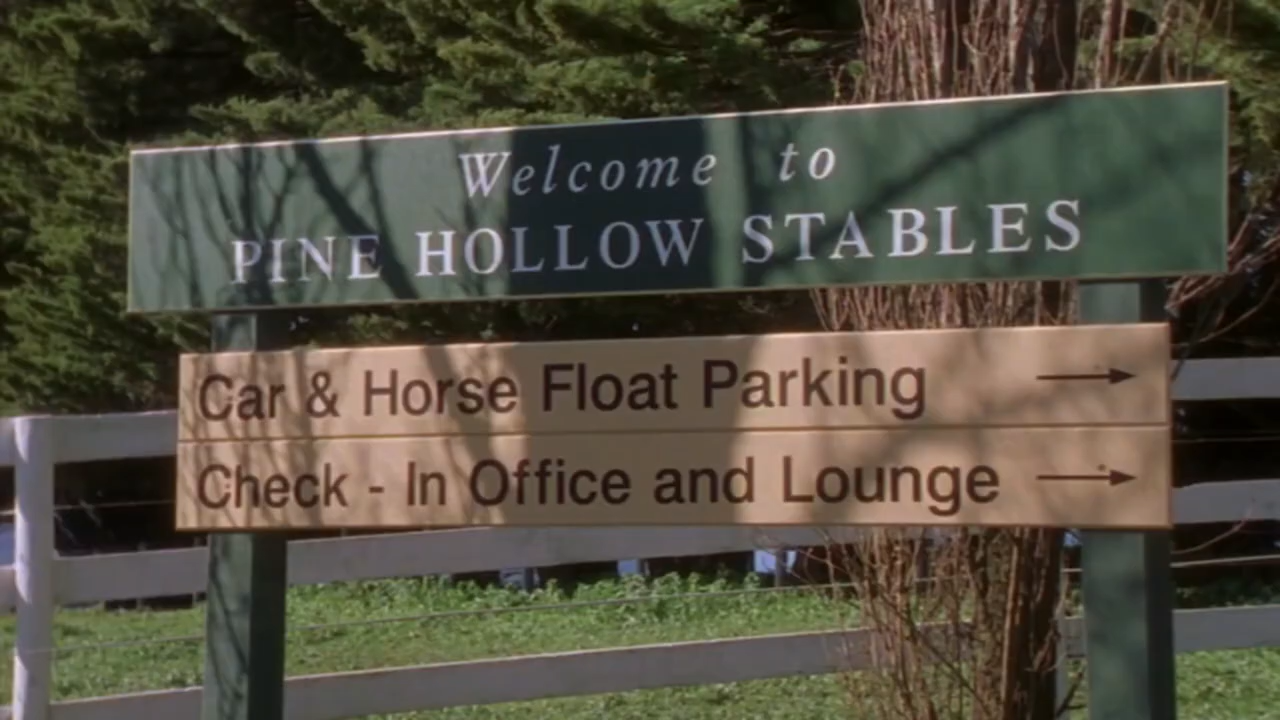 Welcome to
PINE HOLLOW STABLES
Car & Horse Float Parking
Check - In Office and Lounge